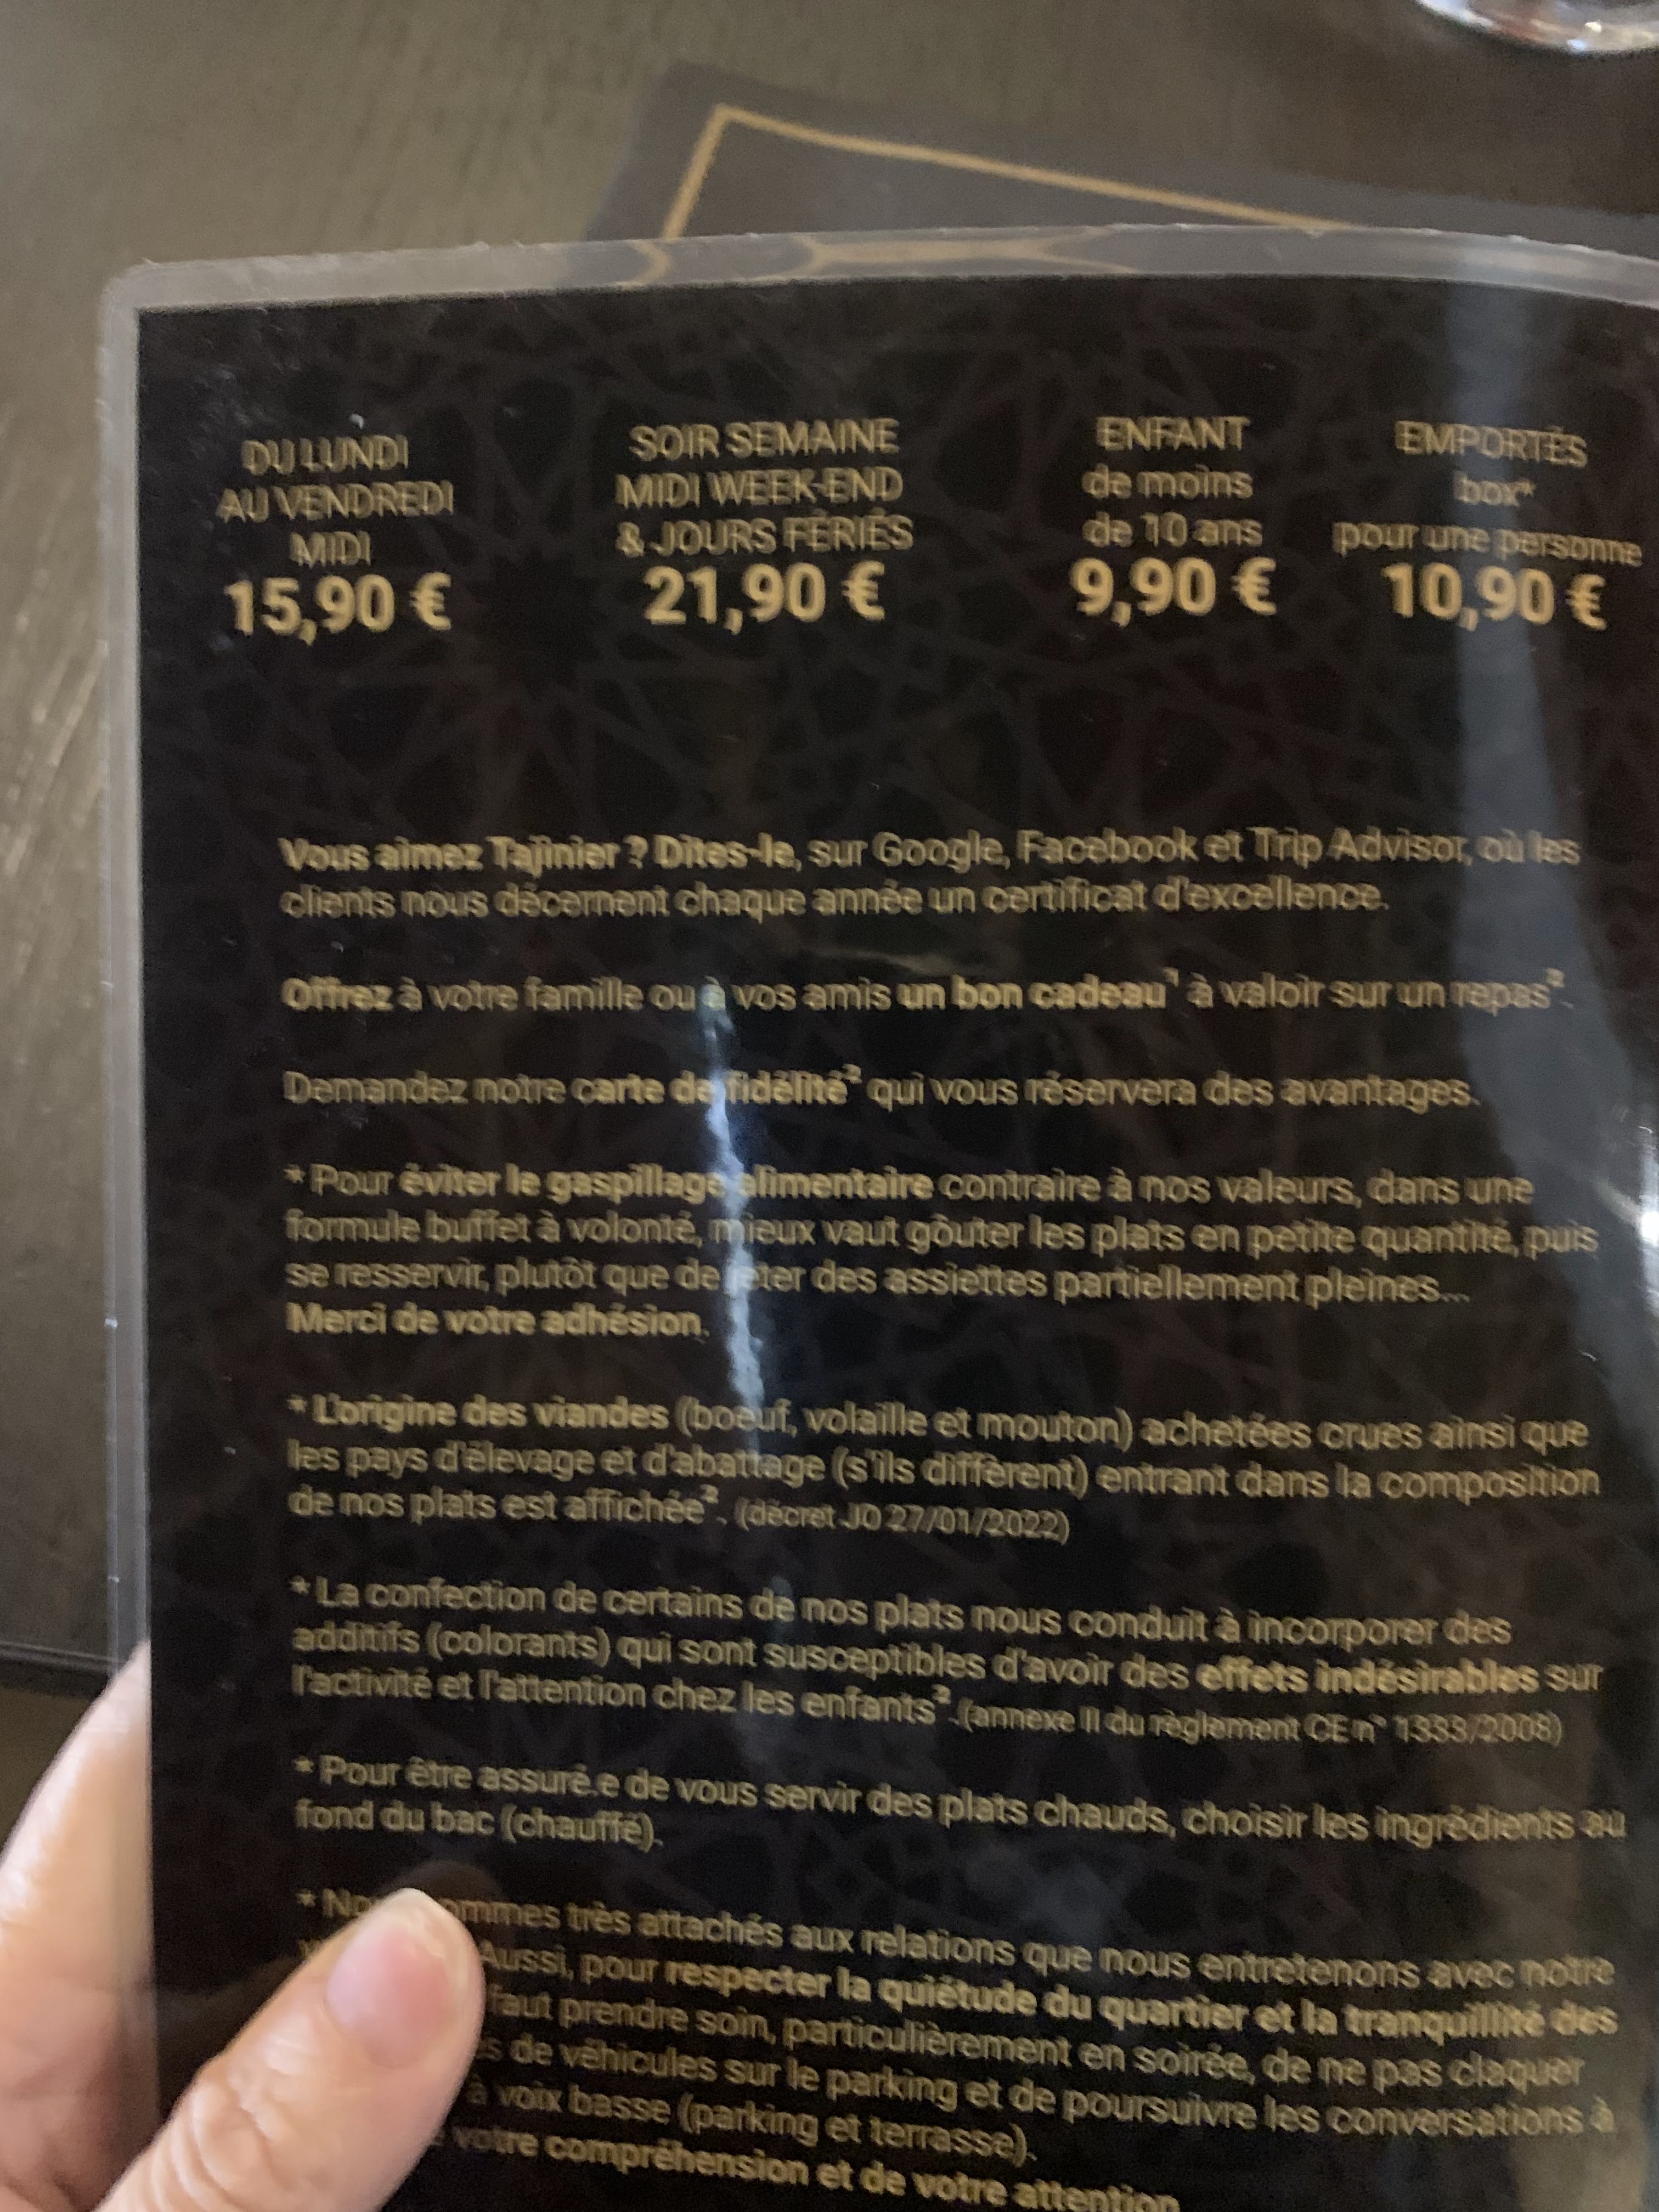 DU LUNDI
AU VENDREDI
MIDI
15,90 €
SOIR SEMAINE
MIDI WEEK-END
& JOURS FÉRIÉS
21,90 €
ENFANT
de moins
de 10 ans
9,90 €
EMPORTÉS
box*
pour une personne
10,90 €
Vous aimez Tajinier ? Dites-le, sur Google, Facebook et Trip Advisor, où les
clients nous décernent chaque année un certificat d'excellence.
Offrez à votre famille ou à vos amis un bon cadeau¹ à valoir sur un repas².
Demandez notre carte de fidélité² qui vous réservera des avantages.
* Pour éviter le gaspillage alimentaire contraire à nos valeurs, dans une
formule buffet à volonté, mieux vaut goûter les plats en petite quantité, puis
se resservir, plutôt que de jeter des assiettes partiellement pleines...
Merci de votre adhésion.
* L'origine des viandes (boeuf, volaille et mouton) achetées crues ainsi que
les pays d'élevage et d'abattage (s'ils diffèrent) entrant dans la composition
de nos plats est affichée². (décret JO 27/01/2022)
* La confection de certains de nos plats nous conduit à incorporer des
additifs (colorants) qui sont susceptibles d'avoir des effets indésirables sur
l'activité et l'attention chez les enfants².(annexe II du règlement CE n° 1333/2008)
* Pour être assuré.e de vous servir des plats chauds, choisir les ingrédients au
fond du bac (chauffé).
* Nous sommes très attachés aux relations que nous entretenons avec notre
Aussi, pour respecter la quiétude du quartier et la tranquillité des
faut prendre soin, particulièrement en soirée, de ne pas claquer
de véhicules sur le parking et de poursuivre les conversations à
à voix basse (parking et terrasse).
votre compréhension et de votre attention